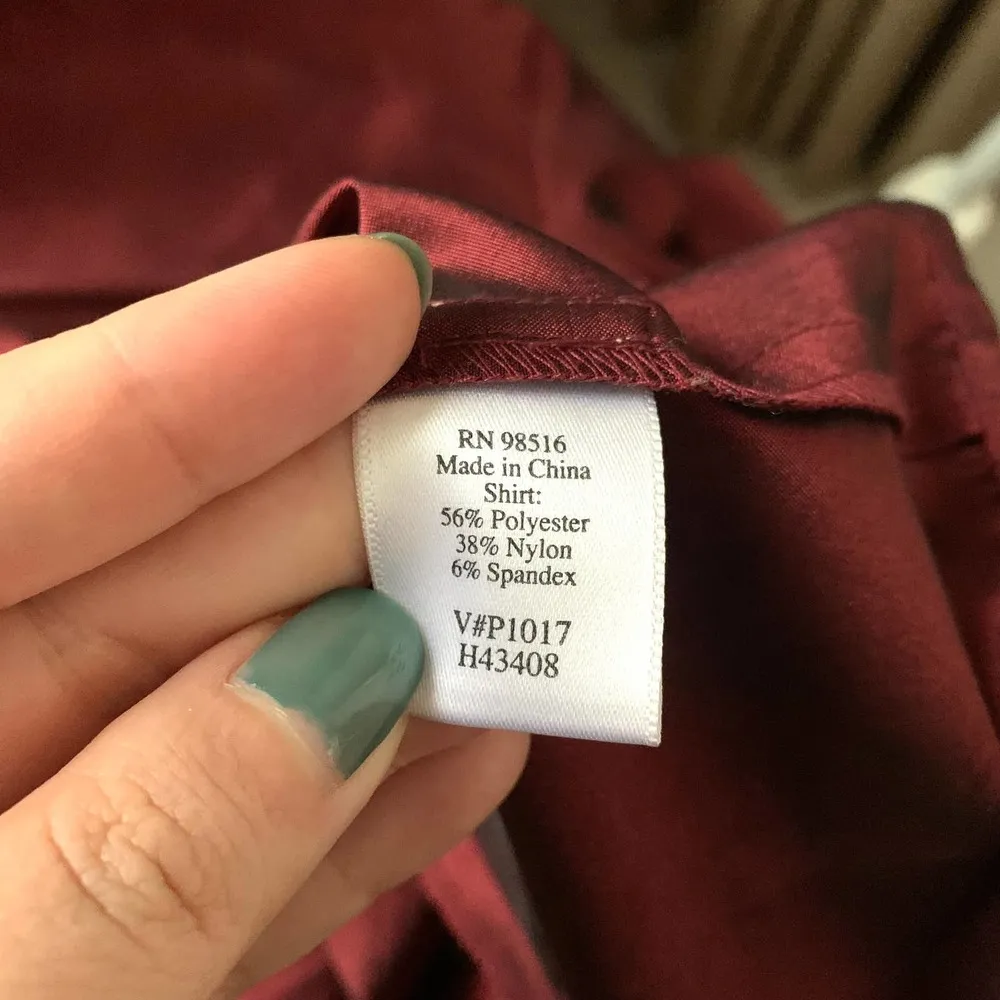 RN 98516
Made in China
Shirt:
56% Polyester
38% Nylon
6% Spandex
V#P1017
H43408